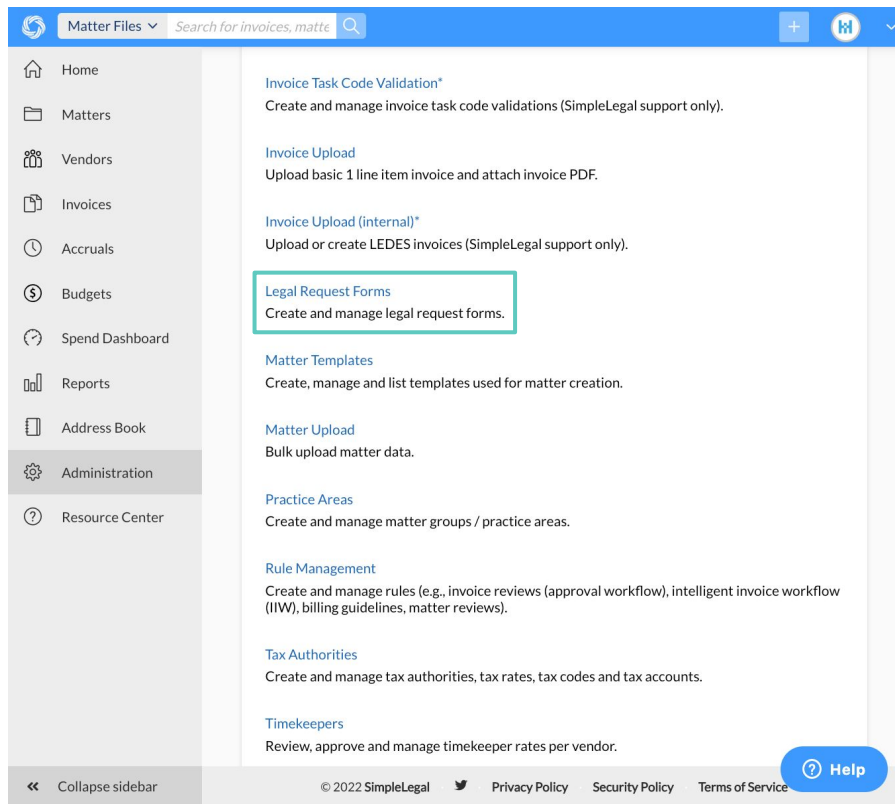 Matter Files
Search for invoices, matte
Home
Matters
Vendors
Invoices
Accruals
Budgets
Spend Dashboard
Reports
Address Book
Administration
Resource Center
Collapse sidebar
Invoice Task Code Validation*
Create and manage invoice task code validations (SimpleLegal support only).
Invoice Upload
Upload basic 1 line item invoice and attach invoice PDF.
Invoice Upload (internal)*
Upload or create LEDES invoices (SimpleLegal support only).
Legal Request Forms
Create and manage legal request forms.
Matter Templates
Create, manage and list templates used for matter creation.
Matter Upload
Bulk upload matter data.
Practice Areas
Create and manage matter groups / practice areas.
Rule Management
Create and manage rules (e.g., invoice reviews (approval workflow), intelligent invoice workflow
(IIW), billing guidelines, matter reviews).
Tax Authorities
Create and manage tax authorities, tax rates, tax codes and tax accounts.
Timekeepers
Review, approve and manage timekeeper rates per vendor.
© 2022 SimpleLegal Privacy Policy Security Policy Terms of Service
Help